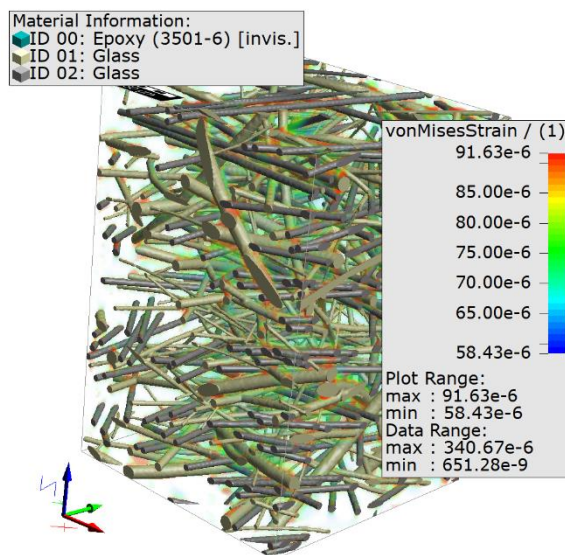 Material Information:
ID 00: Epoxy (3501-6) [invis.]
ID 01: Glass
ID 02: Glass
vonMisesStrain / (1)
91.63e-6
85.00e-6
80.00e-6
75.00e-6
70.00e-6
65.00e-6
58.43e-6
Plot Range:
max : 91.63e-6
min : 58.43e-6
Data Range:
max : 340.67e-6
min : 651.28e-9